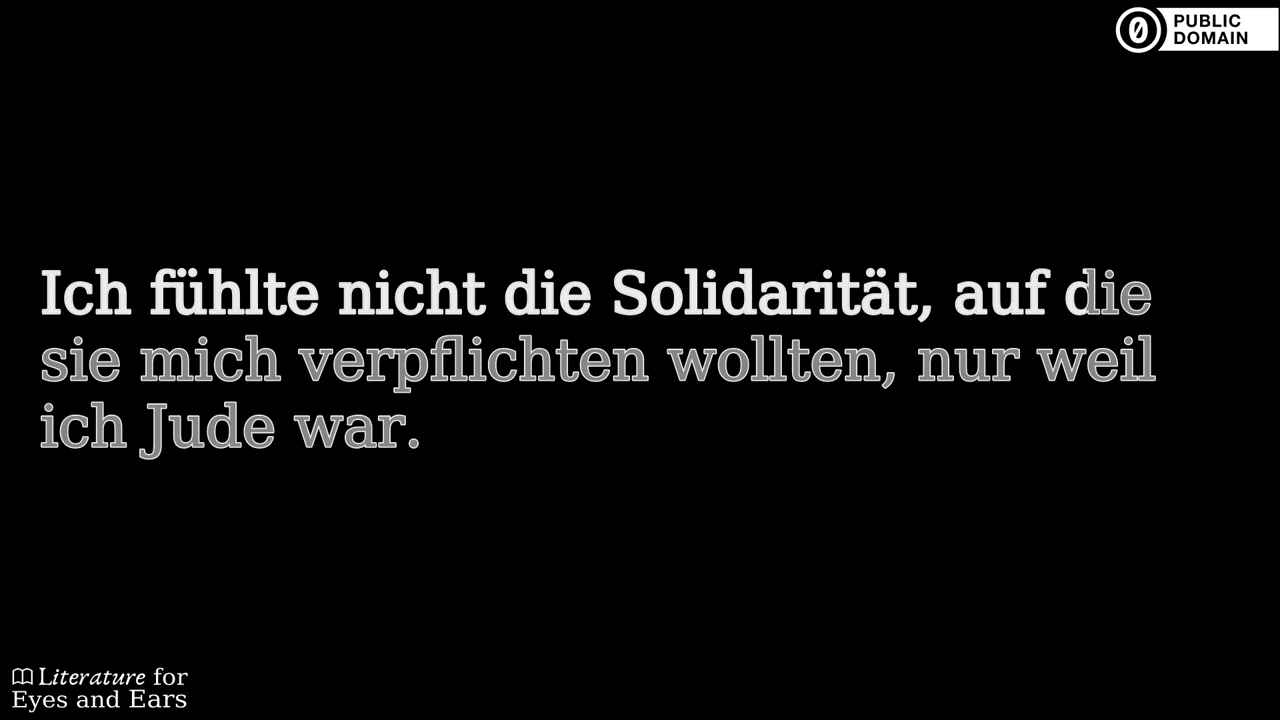 PUBLIC
DOMAIN
Ich fühlte nicht die Solidarität, auf die
sie mich verpflichten wollten, nur weil
ich Jude war.
Literature for
Eyes and Ears